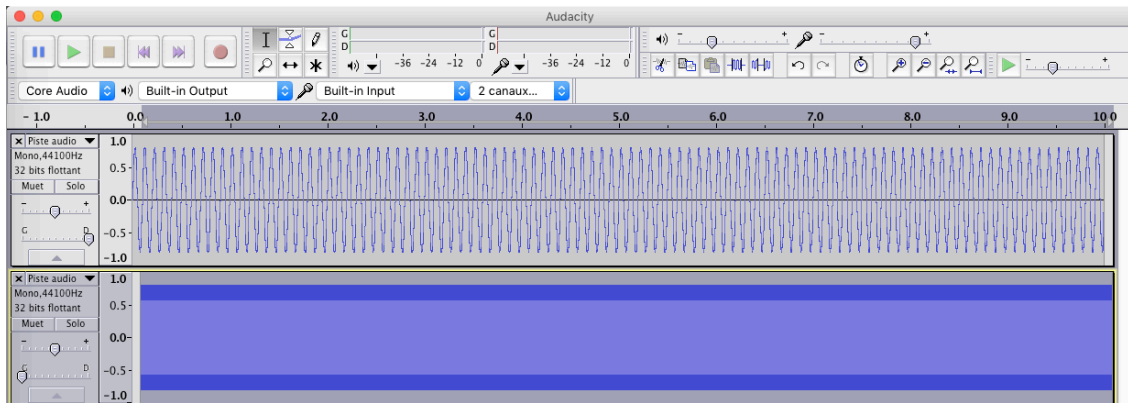 Audacity
G G
D D
-36 -24 -12 0 -36 -24 -12 0
Core Audio Built-in Output Built-in Input 2 canaux...
- 1.0 0.0 1.0 2.0 3.0 4.0 5.0 6.0 7.0 8.0 9.0 10.0
Piste audio 1.0
Mono,44100Hz
32 bits flottant 0.5-
Muet Solo
- + 0.0-
G D -0.5-
-1.0
Piste audio 1.0
Mono,44100Hz
32 bits flottant 0.5-
Muet Solo
- + 0.0-
G D -0.5-
-1.0